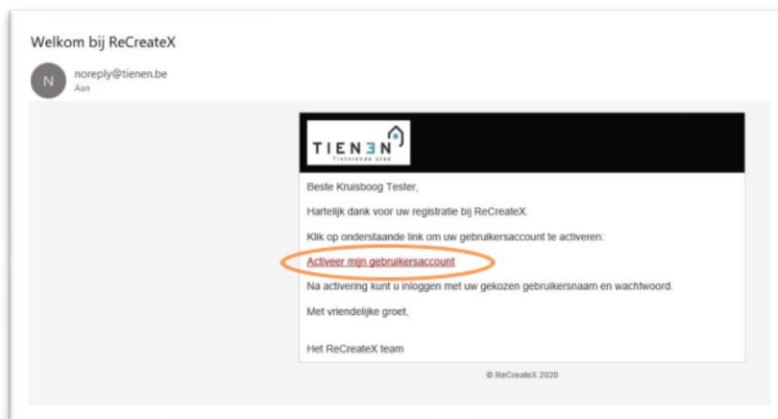 Welkom bij ReCreateX
N
noreply@tienen.be
Aan
TIENEN
Tintelende stad
Beste Kruisboog Tester,
Hartelijk dank voor uw registratie bij ReCreateX.
Klik op onderstaande link om uw gebruikersaccount te activeren:
Activeer mijn gebruikersaccount
Na activering kunt u inloggen met uw gekozen gebruikersnaam en wachtwoord.
Met vriendelijke groet,
Het ReCreateX team
© ReCreateX 2020